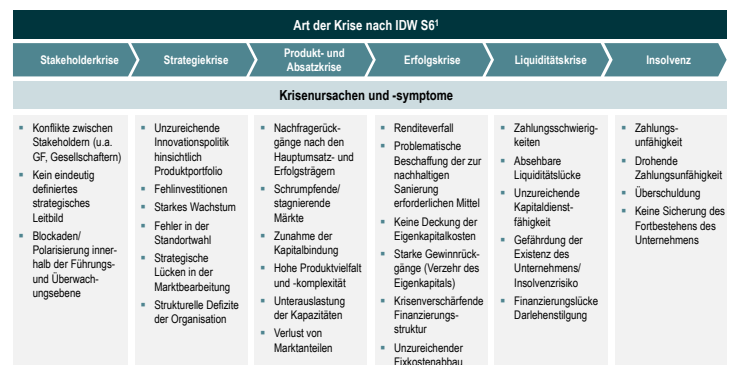 Art der Krise nach IDW S6¹
Stakeholderkrise
Strategiekrise
Produkt- und
Absatzkrise
Erfolgskrise
Liquiditätskrise
Insolvenz
Krisenursachen und -symptome
▪ Konflikte zwischen
Stakeholdern (u.a.
GF, Gesellschaftern)
▪ Kein eindeutig
definiertes
strategisches
Leitbild
▪ Blockaden/
Polarisierung inner-
halb der Führungs-
und Überwach-
ungsebene
▪ Unzureichende
Innovationspolitik
hinsichtlich
Produktportfolio
▪ Fehlinvestitionen
▪ Starkes Wachstum
▪ Fehler in der
Standortwahl
▪ Strategische
Lücken in der
Marktbearbeitung
▪ Strukturelle Defizite
der Organisation
▪ Nachfragerück-
gänge nach den
Hauptumsatz- und
Erfolgsträgern
▪ Schrumpfende/
stagnierende
Märkte
▪ Zunahme der
Kapitalbindung
▪ Hohe Produktvielfalt
und -komplexität
▪ Unterauslastung
der Kapazitäten
▪ Verlust von
Marktanteilen
▪ Renditeverfall
▪ Problematische
Beschaffung der zur
nachhaltigen
Sanierung
erforderlichen Mittel
▪ Keine Deckung der
Eigenkapitalkosten
▪ Starke Gewinnrück-
gänge (Verzehr des
Eigenkapitals)
▪ Krisenverschärfende
Finanzierungs-
struktur
▪ Unzureichender
Fixkostenabbau
▪ Zahlungsschwierig-
keiten
▪ Absehbare
Liquiditätslücke
▪ Unzureichende
Kapitaldienst-
fähigkeit
▪ Gefährdung der
Existenz des
Unternehmens/
Insolvenzrisiko
▪ Finanzierungslücke
Darlehenstilgung
▪ Zahlungs-
unfähigkeit
▪ Drohende
Zahlungsunfähigkeit
▪ Überschuldung
▪ Keine Sicherung des
Fortbestehens des
Unternehmens